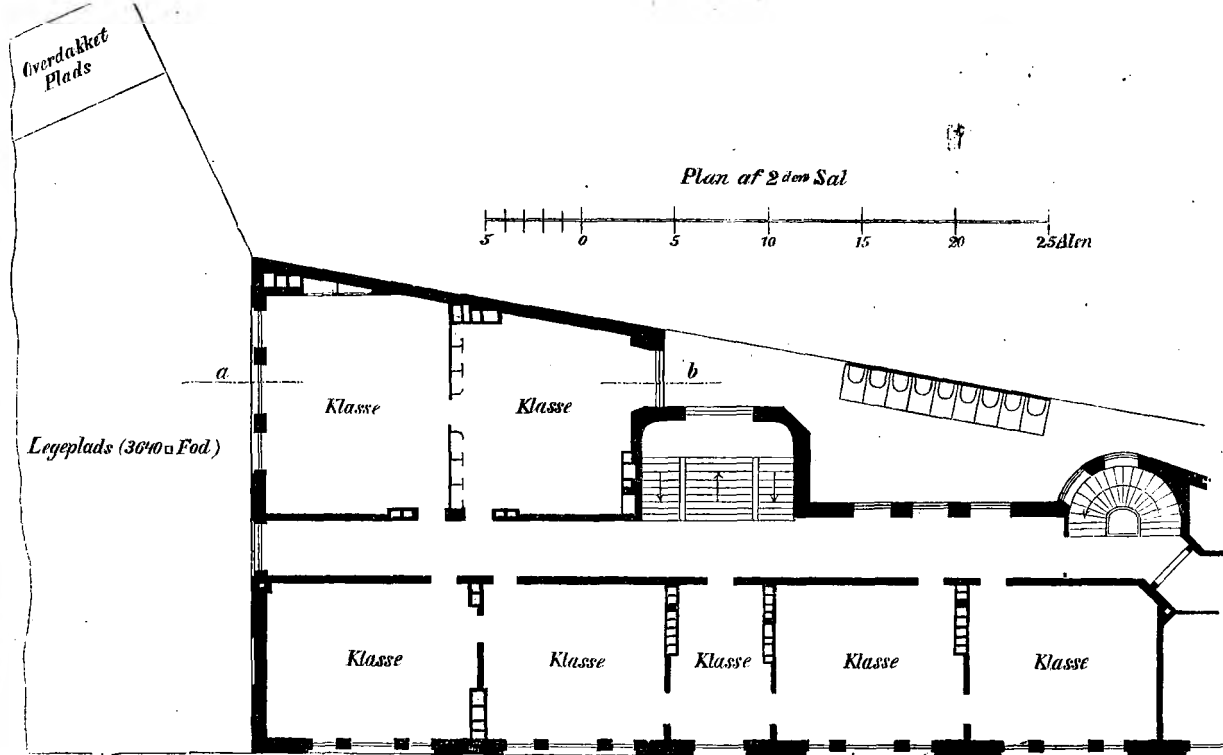 Overdakket
Plads
Plan af 2den Sal
5 0 5 10 15 20 25 Alen
a
b
Klasse
Klasse
Legeplads (3640 □ Fod)
Klasse
Klasse
Klasse
Klasse
Klasse